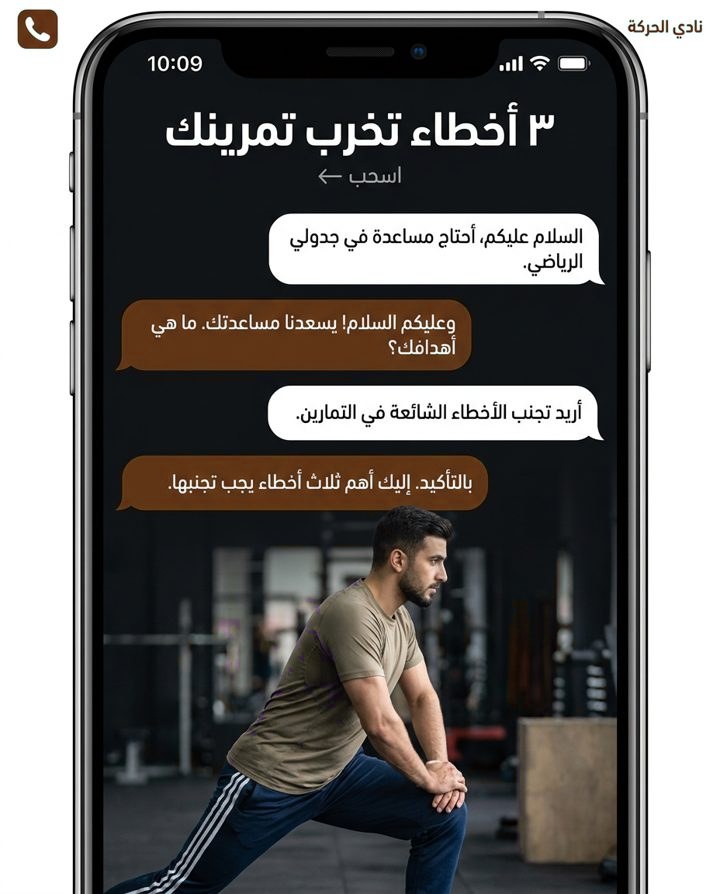 نادي الحركة
10:09
٣ أخطاء تخرب تمرينك
اسحب ←
السلام عليكم، أحتاج مساعدة في جدولي
الرياضي.
وعليكم السلام! يسعدنا مساعدتك. ما هي
أهدافك؟
أريد تجنب الأخطاء الشائعة في التمارين.
بالتأكيد. إليك أهم ثلاث أخطاء يجب تجنبها.